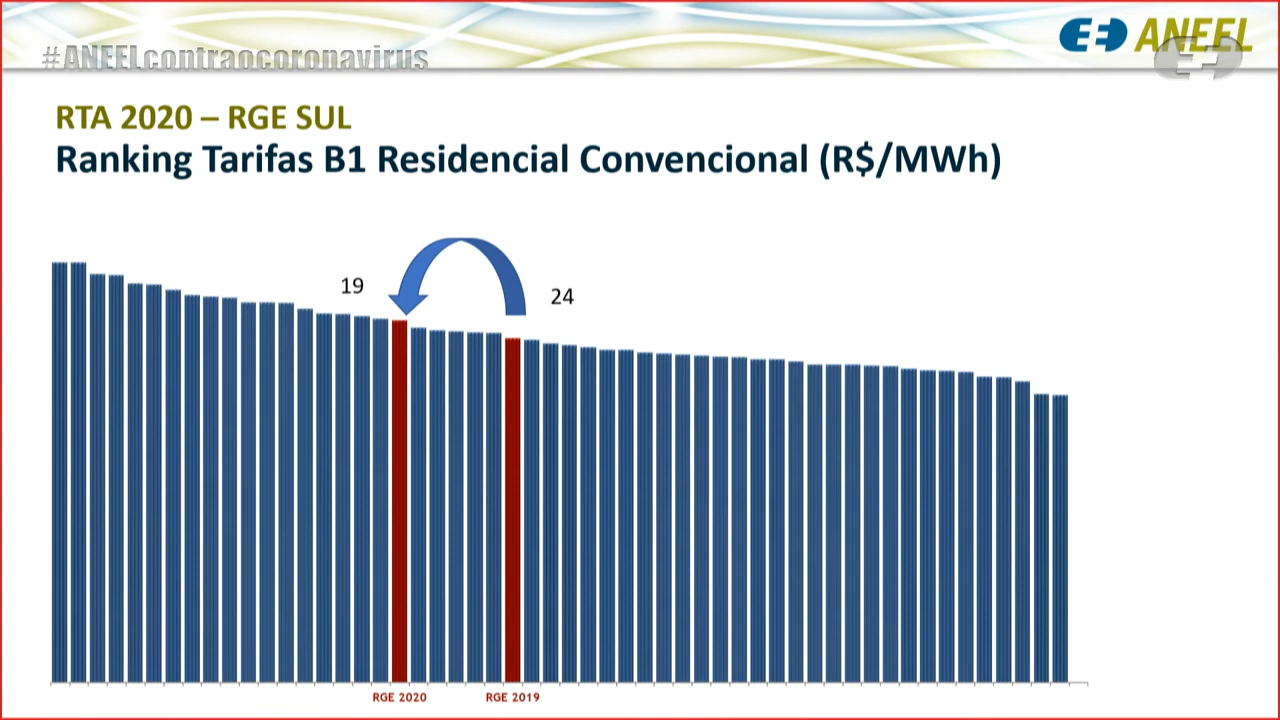 #ANEELcontraocoronavirus
ANEEL
RTA 2020 – RGE SUL
Ranking Tarifas B1 Residencial Convencional (R$/MWh)
19
24
RGE 2020
RGE 2019